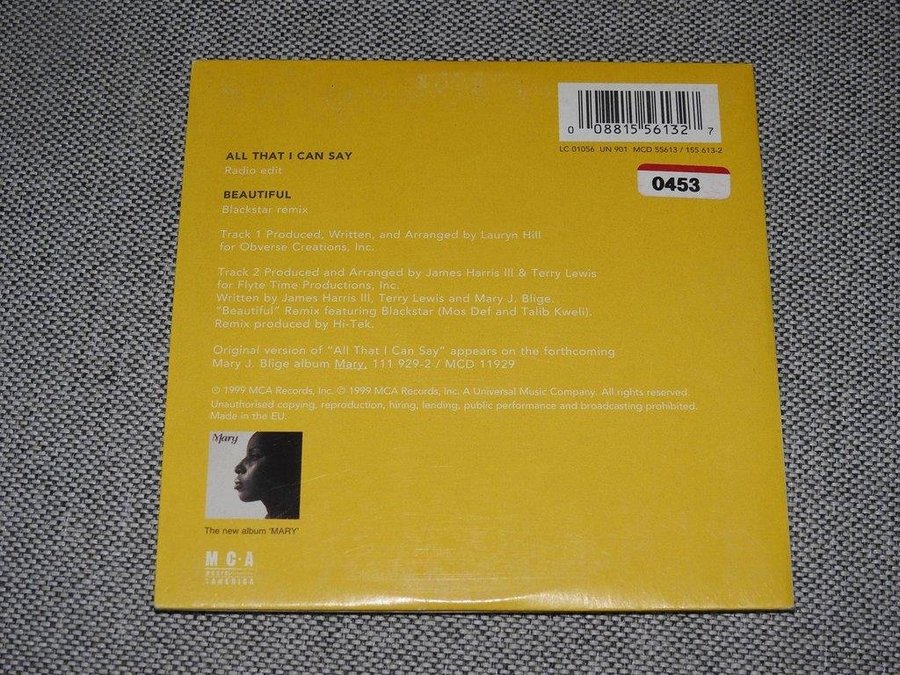 0 08815 56132 7
LC 01056 UN 901 MCD 55613 / 155 613-2
0453
ALL THAT I CAN SAY
Radio edit
BEAUTIFUL
Blackstar remix
Track 1 Produced, Written, and Arranged by Lauryn Hill
for Obverse Creations, Inc.
Track 2 Produced and Arranged by James Harris III & Terry Lewis
for Flyte Time Productions, Inc.
Written by James Harris III, Terry Lewis and Mary J. Blige.
"Beautiful" Remix featuring Blackstar (Mos Def and Talib Kweli).
Remix produced by Hi-Tek.
Original version of "All That I Can Say" appears on the forthcoming
Mary J. Blige album Mary, 111 929-2 / MCD 11929
℗ 1999 MCA Records, Inc. © 1999 MCA Records, Inc. A Universal Music Company. All rights reserved.
Unauthorised copying, reproduction, hiring, lending, public performance and broadcasting prohibited.
Made in the EU.
Mary
The new album 'MARY'
M C·A
MUSIC
AMERICA